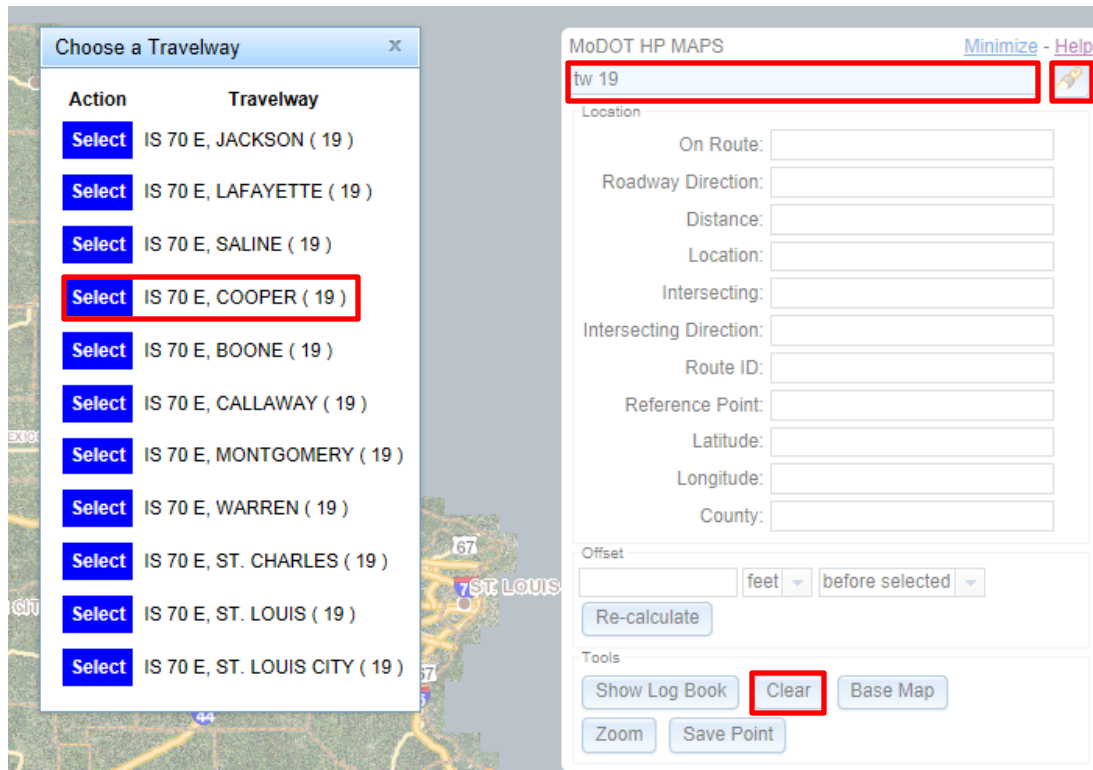 Choose a Travelway x
Action Travelway
Select IS 70 E, JACKSON ( 19 )
Select IS 70 E, LAFAYETTE ( 19 )
Select IS 70 E, SALINE ( 19 )
Select IS 70 E, COOPER ( 19 )
Select IS 70 E, BOONE ( 19 )
Select IS 70 E, CALLAWAY ( 19 )
Select IS 70 E, MONTGOMERY ( 19 )
Select IS 70 E, WARREN ( 19 )
Select IS 70 E, ST. CHARLES ( 19 )
Select IS 70 E, ST. LOUIS ( 19 )
Select IS 70 E, ST. LOUIS CITY ( 19 )
MoDOT HP MAPS Minimize - Help
tw 19
Location
On Route:
Roadway Direction:
Distance:
Location:
Intersecting:
Intersecting Direction:
Route ID:
Reference Point:
Latitude:
Longitude:
County:
Offset
feet before selected
Re-calculate
Tools
Show Log Book Clear Base Map
Zoom Save Point
67
ST. LOUIS
44